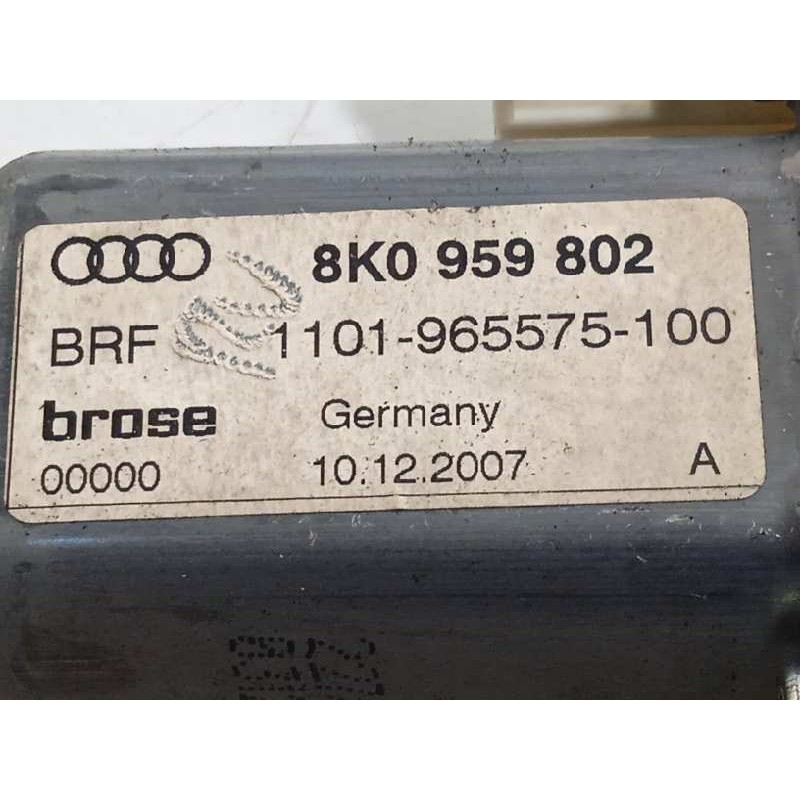 8K0 959 802
BRF 1101-965575-100
brose Germany
00000 10.12.2007 A